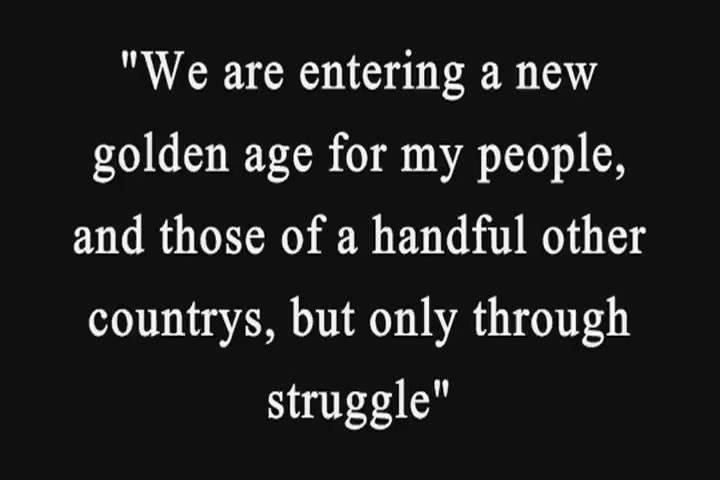 "We are entering a new
golden age for my people,
and those of a handful other
countrys, but only through
struggle"